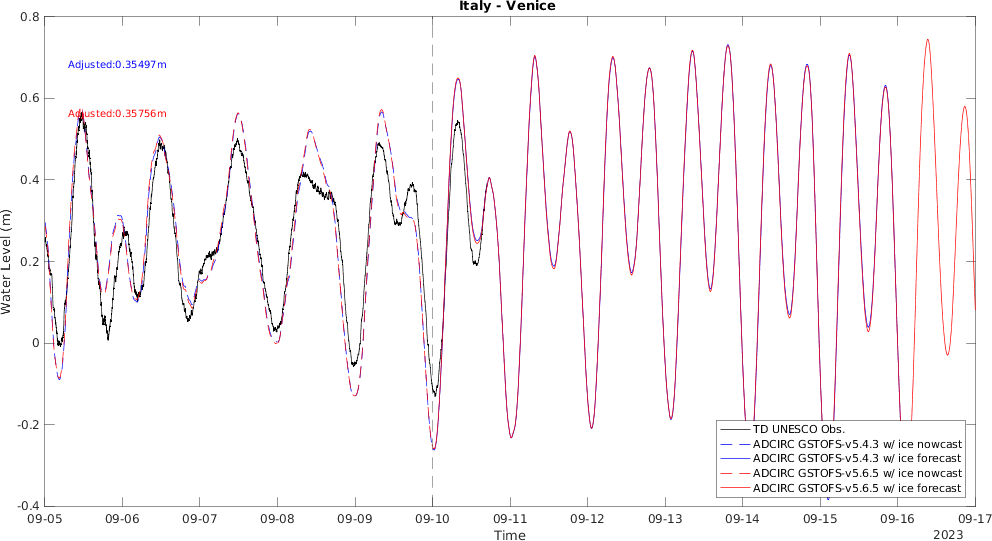 Italy - Venice
0.8
Adjusted:0.35497m
0.6
Adjusted:0.35756m
0.4
0.2
0
-0.2
-0.4
Water Level (m)
TD UNESCO Obs.
ADCIRC GSTOFS-v5.4.3 w/ ice nowcast
ADCIRC GSTOFS-v5.4.3 w/ ice forecast
ADCIRC GSTOFS-v5.6.5 w/ ice nowcast
ADCIRC GSTOFS-v5.6.5 w/ ice forecast
09-05 09-06 09-07 09-08 09-09 09-10 09-11 09-12 09-13 09-14 09-15 09-16 09-17
Time
2023